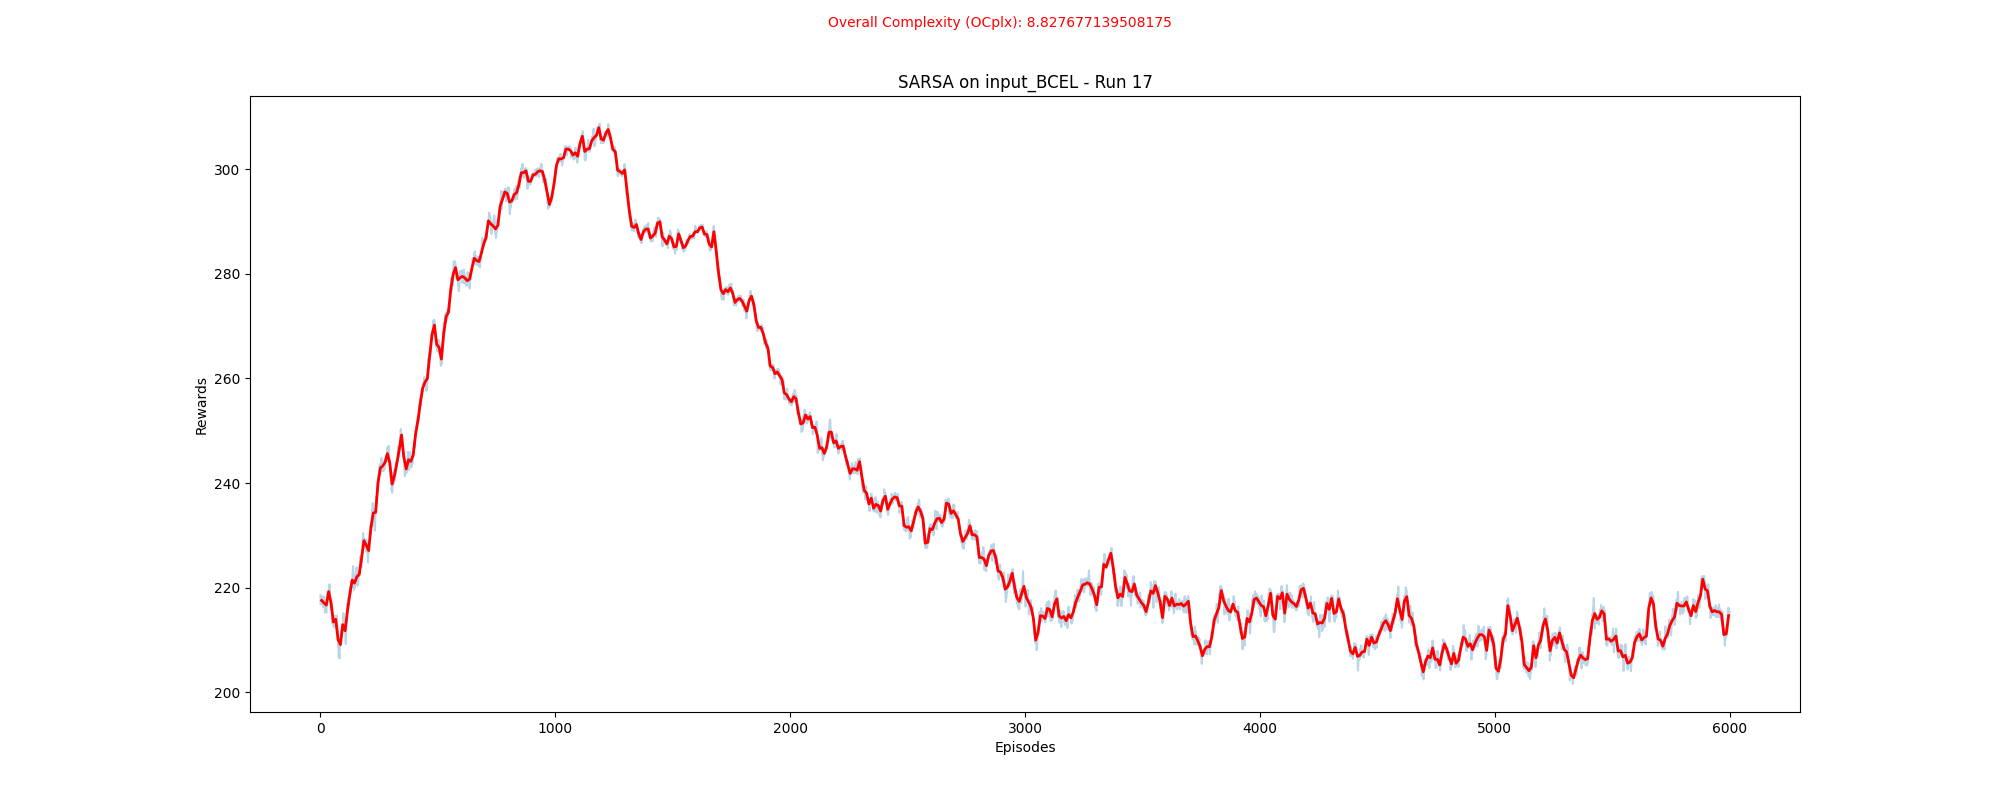 Overall Complexity (OCplx): 8.827677139508175
SARSA on input_BCEL - Run 17
300
280
260
240
220
200
Rewards
0 1000 2000 3000 4000 5000 6000
Episodes